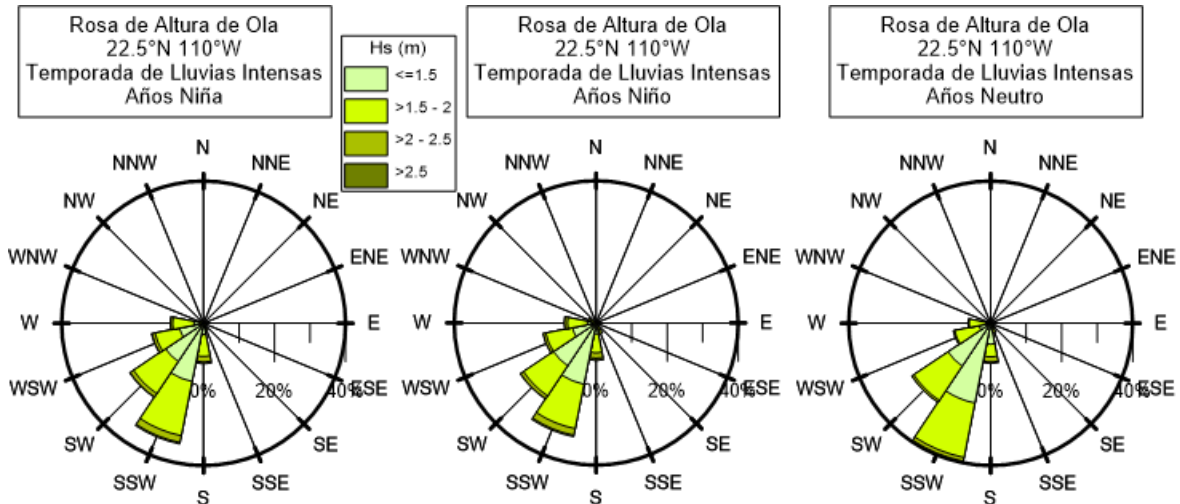 Rosa de Altura de Ola
22.5°N 110°W
Temporada de Lluvias Intensas
Años Niña
Hs (m)
<=1.5
>1.5 - 2
>2 - 2.5
>2.5
Rosa de Altura de Ola
22.5°N 110°W
Temporada de Lluvias Intensas
Años Niño
Rosa de Altura de Ola
22.5°N 110°W
Temporada de Lluvias Intensas
Años Neutro
N
NNE
NE
ENE
E
ESE
SE
SSE
S
SSW
SW
WSW
W
WNW
NW
NNW
0%
20%
40%
N
NNE
NE
ENE
E
ESE
SE
SSE
S
SSW
SW
WSW
W
WNW
NW
NNW
0%
20%
40%
N
NNE
NE
ENE
E
ESE
SE
SSE
S
SSW
SW
WSW
W
WNW
NW
NNW
0%
20%
40%